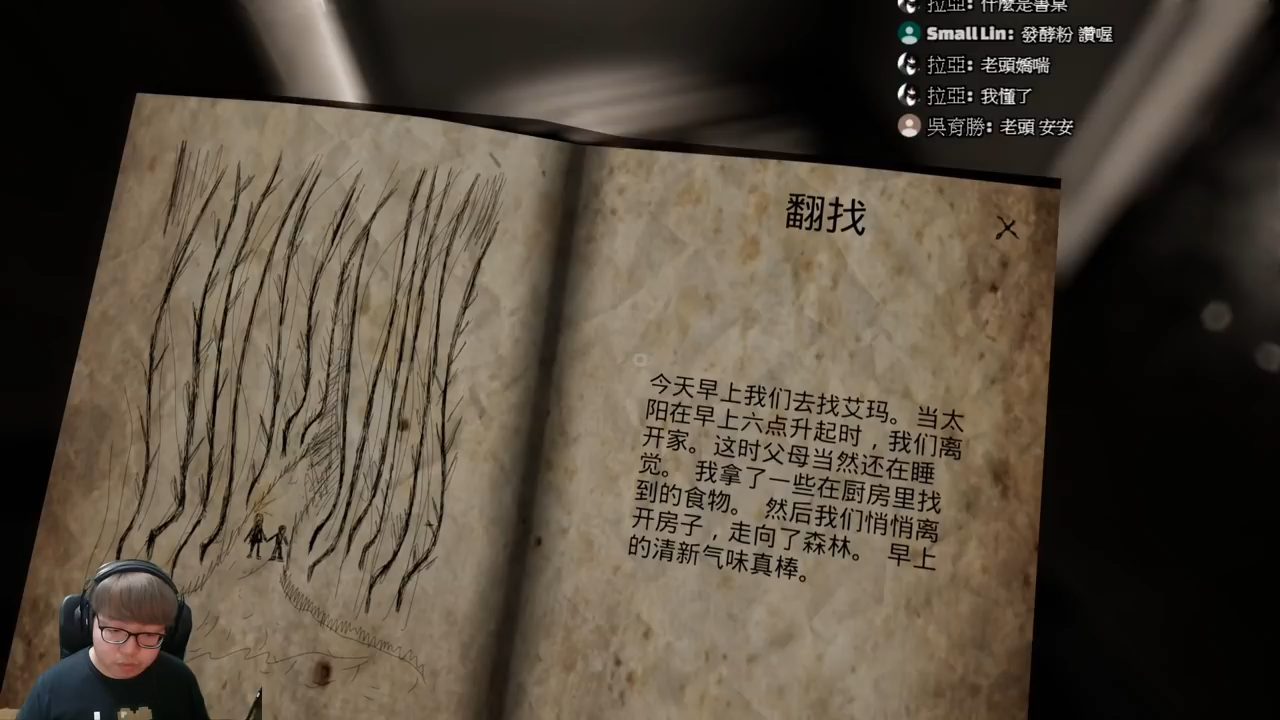 拉亞: 什麼是書桌
Small Lin: 發酵粉 讚喔
拉亞: 老頭嬌喘
拉亞: 我懂了
吳育勝: 老頭 安安
翻找
今天早上我们去找艾玛。当太
阳在早上六点升起时，我们离
开家。这时父母当然还在睡
觉。 我拿了一些在厨房里找
到的食物。 然后我们悄悄离
开房子，走向了森林。 早上
的清新气味真棒。